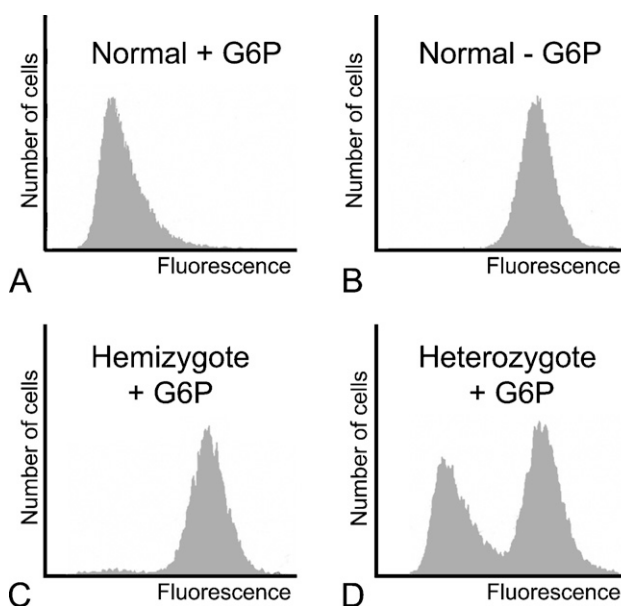 Normal + G6P
Number of cells
Fluorescence
A
Normal - G6P
Number of cells
Fluorescence
B
Hemizygote
+ G6P
Number of cells
Fluorescence
C
Heterozygote
+ G6P
Number of cells
Fluorescence
D